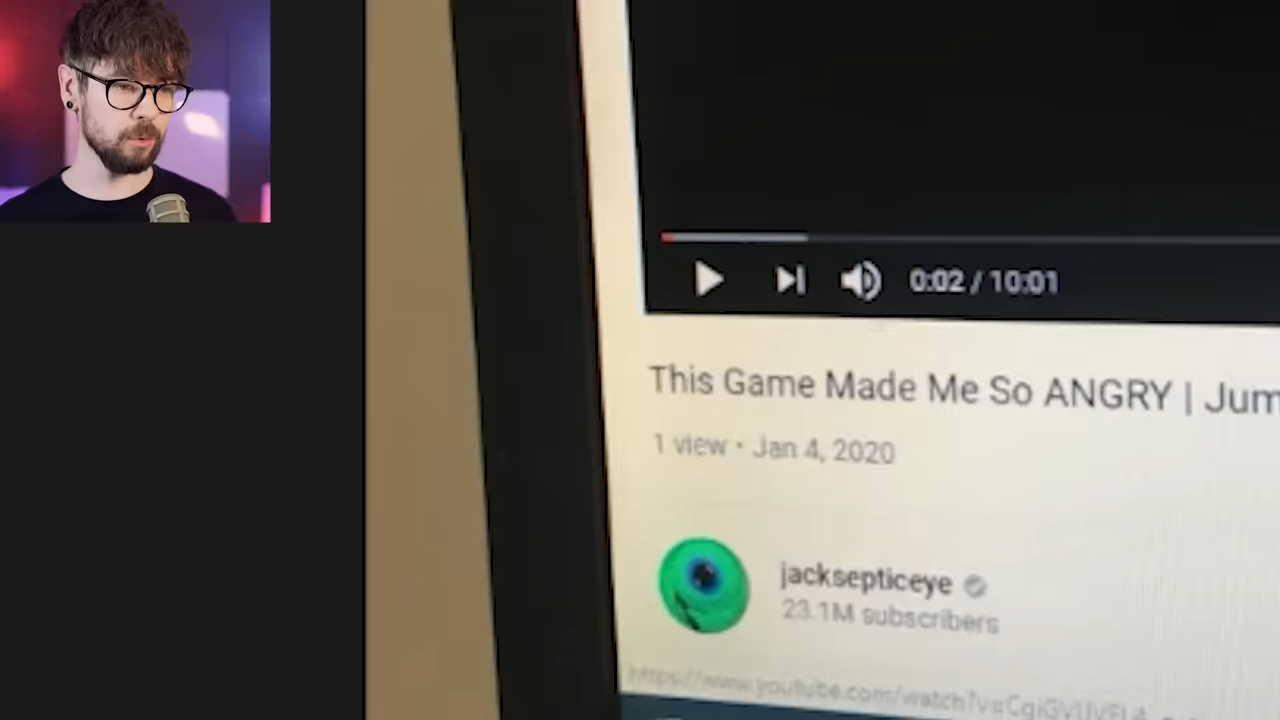 0:02 / 10:01
This Game Made Me So ANGRY | Jum
1 view • Jan 4, 2020
jacksepticeye
23.1M subscribers